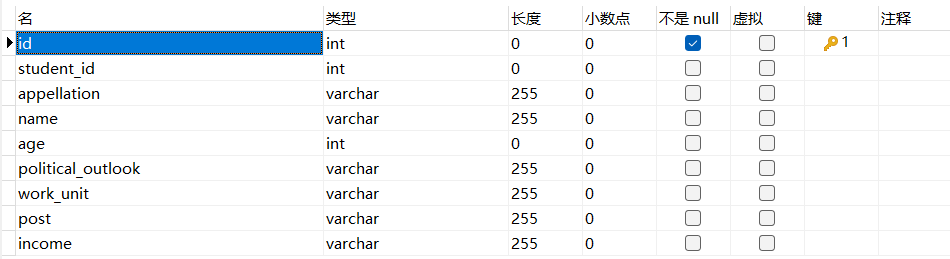 名 类型 长度 小数点 不是 null 虚拟 键 注释
id int 0 0 1
student_id int 0 0
appellation varchar 255 0
name varchar 255 0
age int 0 0
political_outlook varchar 255 0
work_unit varchar 255 0
post varchar 255 0
income varchar 255 0